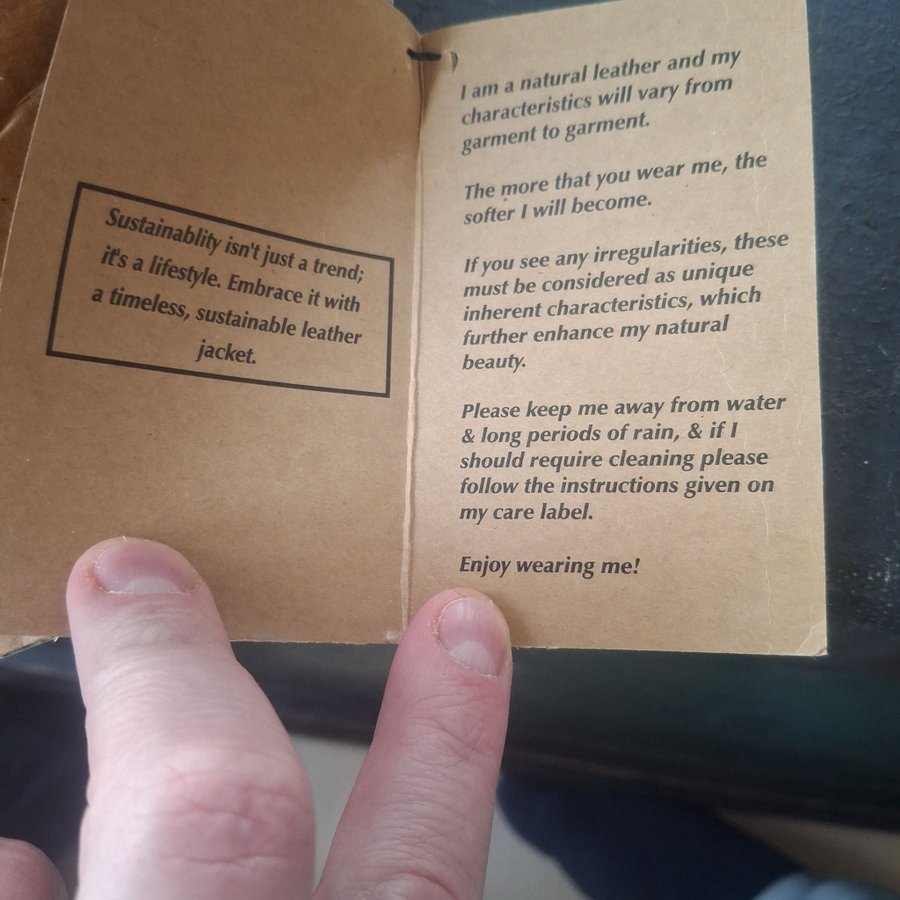 Sustainablity isn't just a trend;
it's a lifestyle. Embrace it with
a timeless, sustainable leather
jacket.
I am a natural leather and my
characteristics will vary from
garment to garment.
The more that you wear me, the
softer I will become.
If you see any irregularities, these
must be considered as unique
inherent characteristics, which
further enhance my natural
beauty.
Please keep me away from water
& long periods of rain, & if I
should require cleaning please
follow the instructions given on
my care label.
Enjoy wearing me!